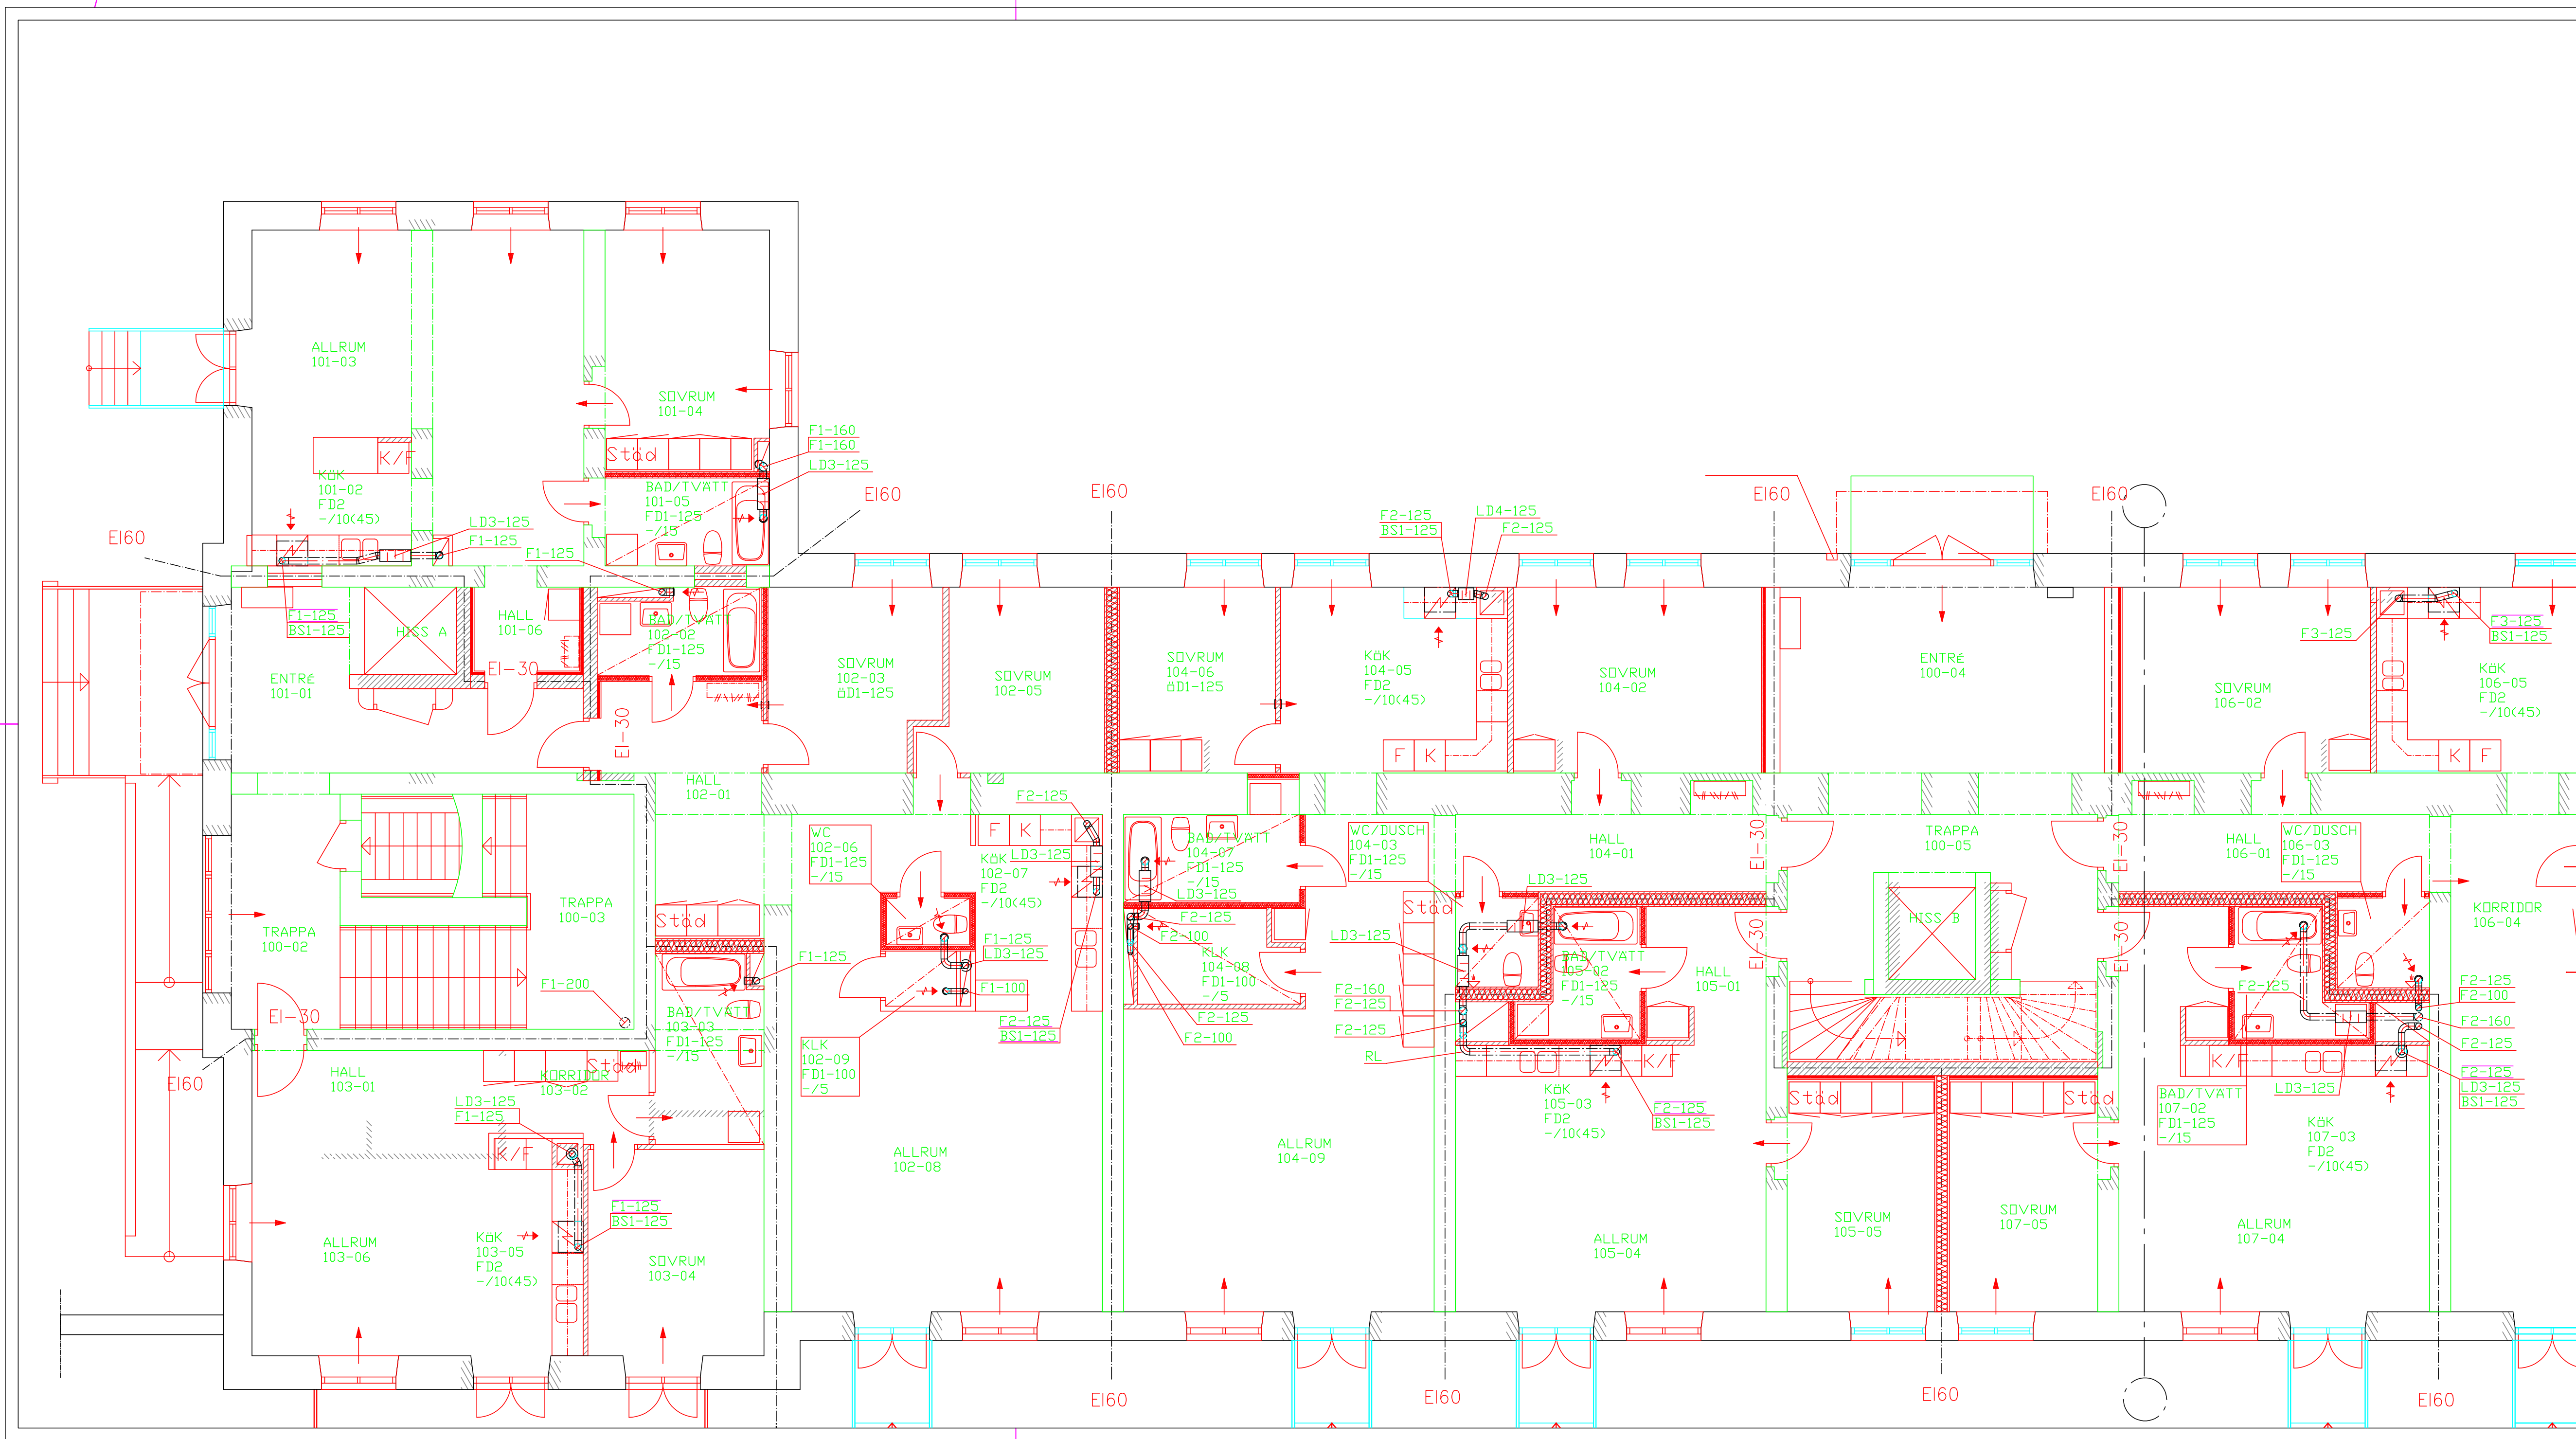 ALLRUM
101-03
SOVRUM
101-04
Städ
K/F
KöK
101-02
FD2
-/10(45)
BAD/TVÄTT
101-05
FD1-125
-/15
F1-160
F1-160
LD3-125
LD3-125
F1-125
F1-125
EI60
EI60
EI60
EI60
EI60
F2-125
BS1-125
LD4-125
F2-125
F1-125
BS1-125
HISS A
HALL
101-06
EI-30
ENTRé
101-01
BAD/TVÄTT
102-02
FD1-125
-/15
EI-30
SOVRUM
102-03
öD1-125
SOVRUM
102-05
SOVRUM
104-06
öD1-125
KöK
104-05
FD2
-/10(45)
F K
SOVRUM
104-02
ENTRé
100-04
SOVRUM
106-02
F3-125
F3-125
BS1-125
KöK
106-05
FD2
-/10(45)
K F
HALL
102-01
F2-125
F K
WC
102-06
FD1-125
-/15
LD3-125
KöK
102-07
FD2
-/10(45)
BAD/TVÄTT
104-07
FD1-125
-/15
LD3-125
F2-125
F2-100
WC/DUSCH
104-03
FD1-125
-/15
HALL
104-01
EI-30
TRAPPA
100-05
EI-30
HALL
106-01
WC/DUSCH
106-03
FD1-125
-/15
TRAPPA
100-02
TRAPPA
100-03
Städ
F1-125
F1-200
EI-30
BAD/TVÄTT
103-03
FD1-125
-/15
F1-125
LD3-125
F1-100
F2-125
BS1-125
KLK
102-09
FD1-100
-/5
KLK
104-08
FD1-100
-/5
F2-125
F2-100
Städ
LD3-125
LD3-125
F2-160
F2-125
F2-125
RL
BAD/TVÄTT
105-02
FD1-125
-/15
HALL
105-01
EI-30
HISS B
EI-30
KORRIDOR
106-04
F2-125
F2-125
F2-100
F2-160
F2-125
F2-125
LD3-125
BS1-125
LD3-125
K/F
K/F
EI60
HALL
103-01
KORRIDOR
103-02
Städ
LD3-125
F1-125
K/F
KöK
105-03
FD2
-/10(45)
F2-125
BS1-125
Städ
Städ
BAD/TVÄTT
107-02
FD1-125
-/15
KöK
107-03
FD2
-/10(45)
ALLRUM
102-08
ALLRUM
104-09
F1-125
BS1-125
ALLRUM
103-06
KöK
103-05
FD2
-/10(45)
SOVRUM
103-04
ALLRUM
105-04
SOVRUM
105-05
SOVRUM
107-05
ALLRUM
107-04
EI60
EI60
EI60
EI60